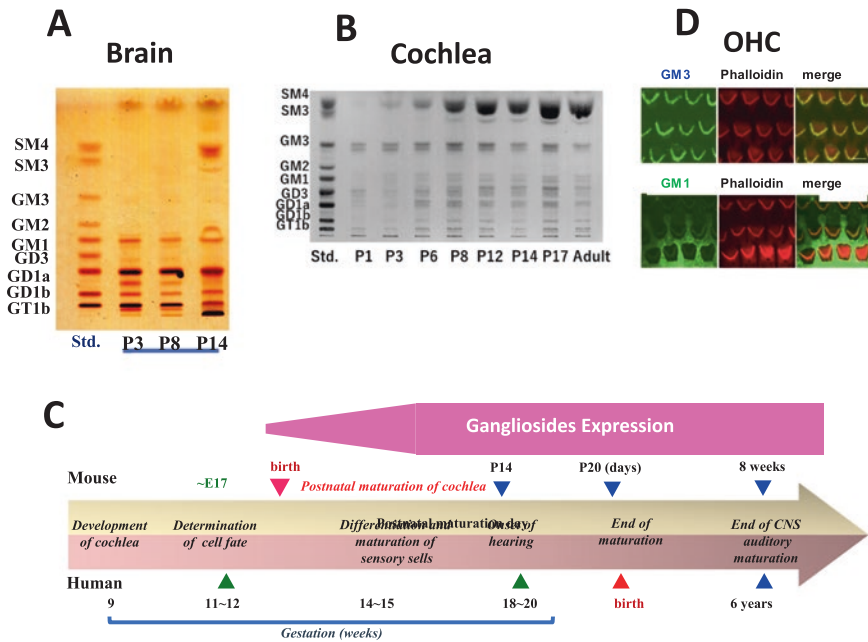 A
Brain
SM4
SM3
GM3
GM2
GM1
GD3
GD1a
GD1b
GT1b
Std.
P3
P8
P14
B
Cochlea
SM4
SM3
GM3
GM2
GM1
GD3
GD1a
GD1b
GT1b
Std. P1 P3 P6 P8 P12 P14 P17 Adult
D
OHC
GM3 Phalloidin merge
GM1 Phalloidin merge
C
Gangliosides Expression
Mouse
~E17
birth
Postnatal maturation of cochlea
P14
P20 (days)
8 weeks
Development
of cochlea
Determination
of cell fate
Differentiation and
maturation of
sensory sells
Postnatal maturation day
Onset of
hearing
End of
maturation
End of CNS
auditory
maturation
Human
9
11~12
14~15
18~20
birth
6 years
Gestation (weeks)